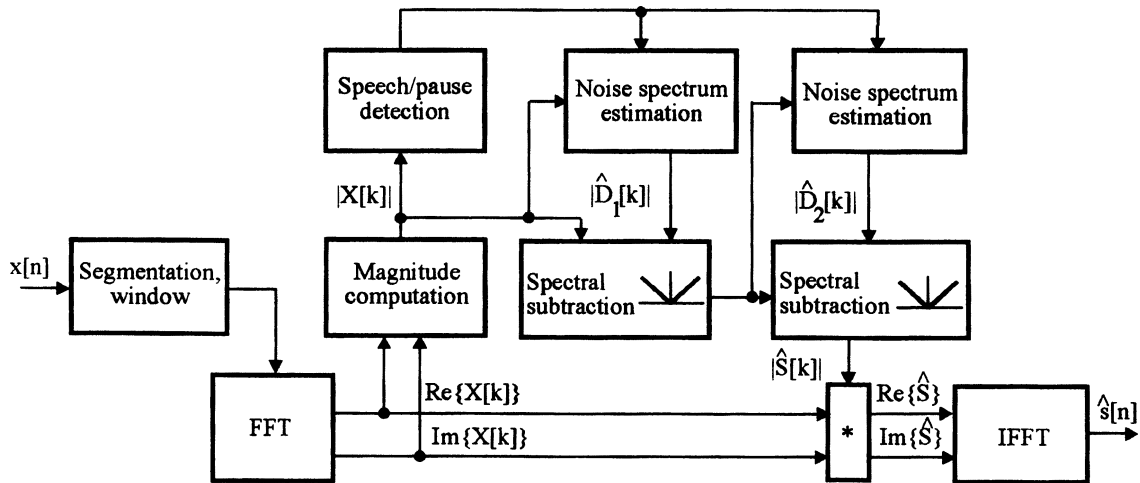 Speech/pause
detection
Noise spectrum
estimation
Noise spectrum
estimation
|X[k]|
|D̂₁[k]|
|D̂₂[k]|
x[n]
Segmentation,
window
Magnitude
computation
Spectral
subtraction
Spectral
subtraction
|Ŝ[k]|
FFT
Re{X[k]}
Im{X[k]}
*
Re{Ŝ}
Im{Ŝ}
IFFT
ŝ[n]